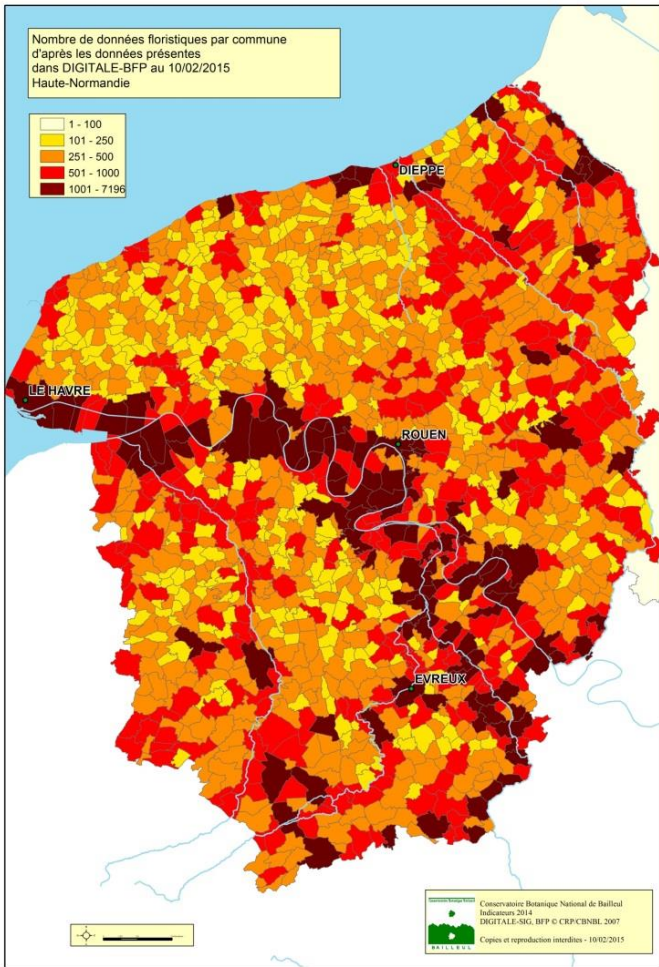 Nombre de données floristiques par commune
d'après les données présentes
dans DIGITALE-BFP au 10/02/2015
Haute-Normandie
1 - 100
101 - 250
251 - 500
501 - 1000
1001 - 7196
DIEPPE
LE HAVRE
ROUEN
EVREUX
Conservatoire Botanique National de Bailleul
Indicateurs 2014
DIGITALE-SIG, BFP © CRP/CBNBL 2007
Copies et reproduction interdites - 10/02/2015
BAILLEUL